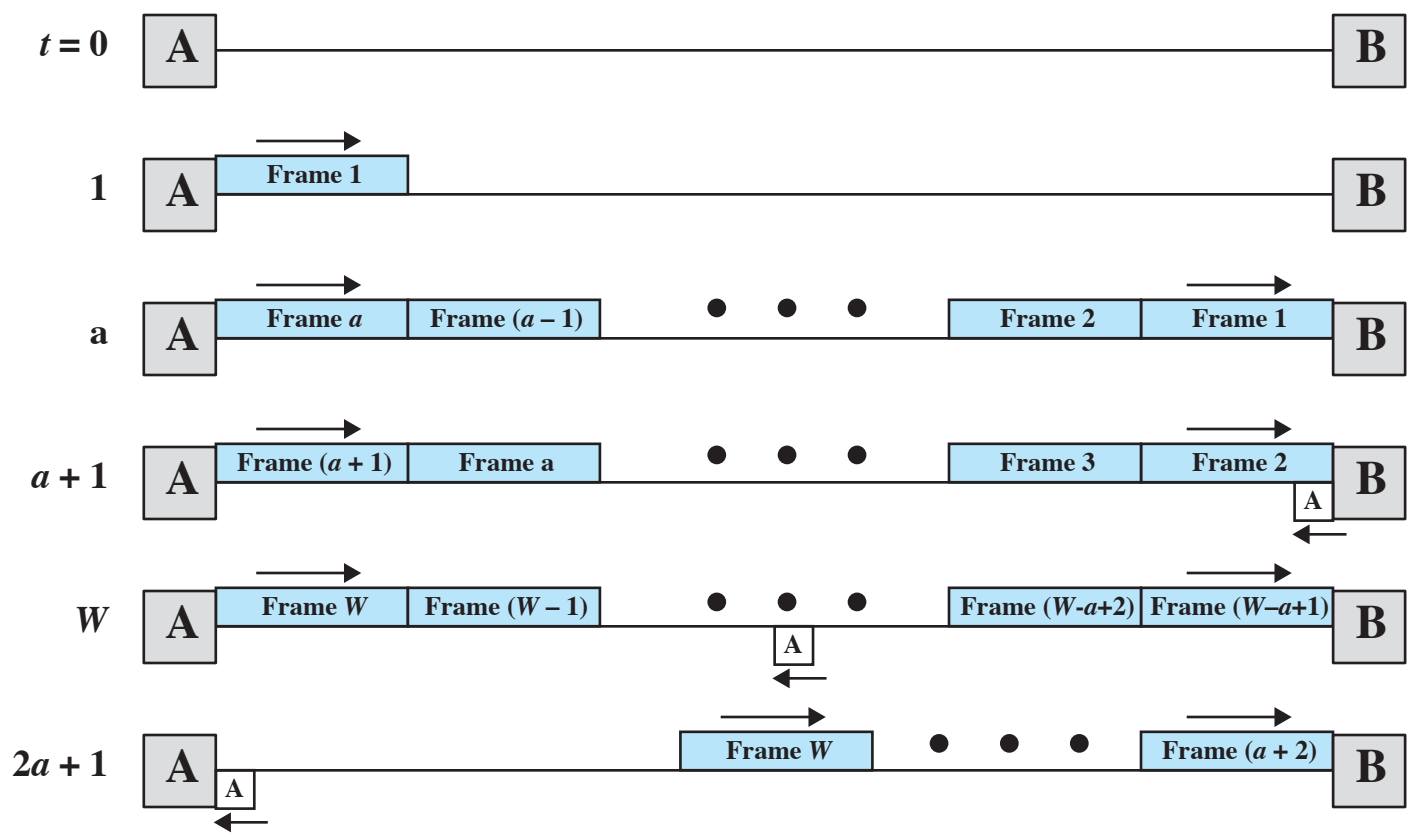 t = 0 A B
1 A Frame 1 B
a A Frame a Frame (a – 1) Frame 2 Frame 1 B
a + 1 A Frame (a + 1) Frame a Frame 3 Frame 2 B
A
W A Frame W Frame (W – 1) Frame (W-a+2) Frame (W–a+1) B
A
2a + 1 A Frame W Frame (a + 2) B
A